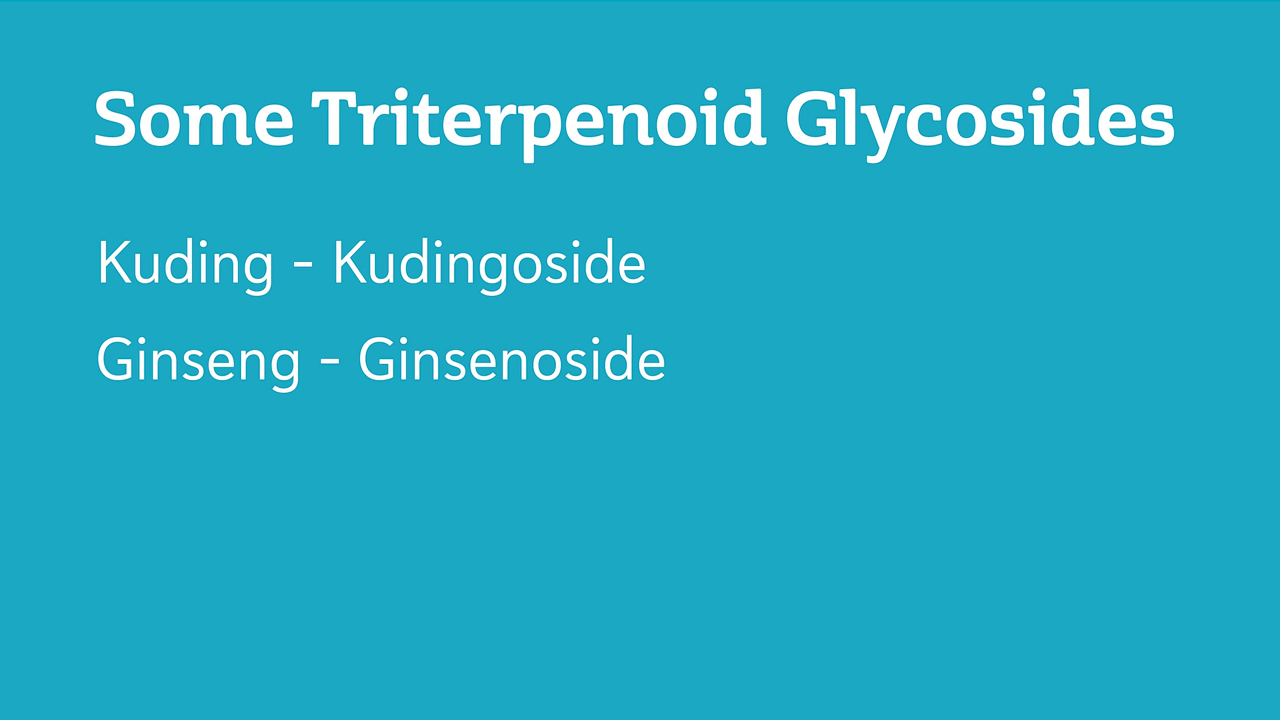 Some Triterpenoid Glycosides
Kuding - Kudingoside
Ginseng - Ginsenoside